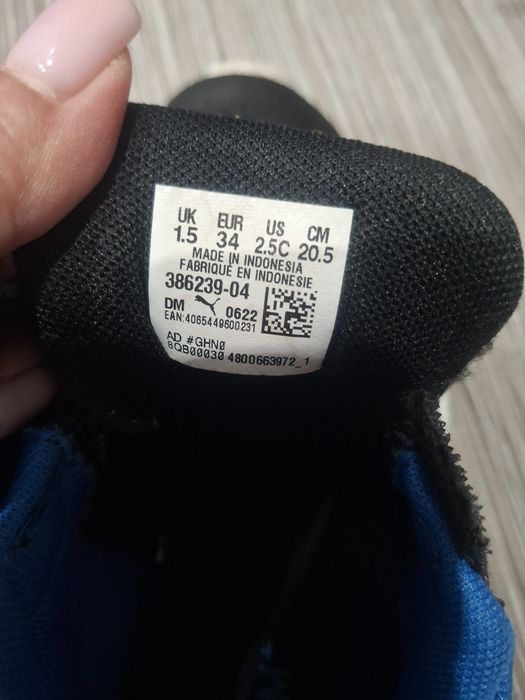 UK EUR US CM
1.5 34 2.5C 20.5
MADE IN INDONESIA
FABRIQUÉ EN INDONESIE
386239-04
DM 0622
EAN:4065449600231
AD #GHN0
8QB00030 4800663972_1